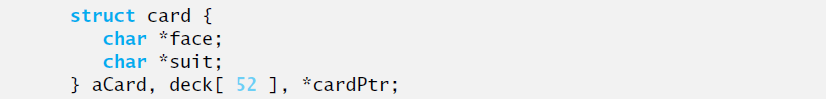 struct card {
char *face;
char *suit;
} aCard, deck[ 52 ], *cardPtr;